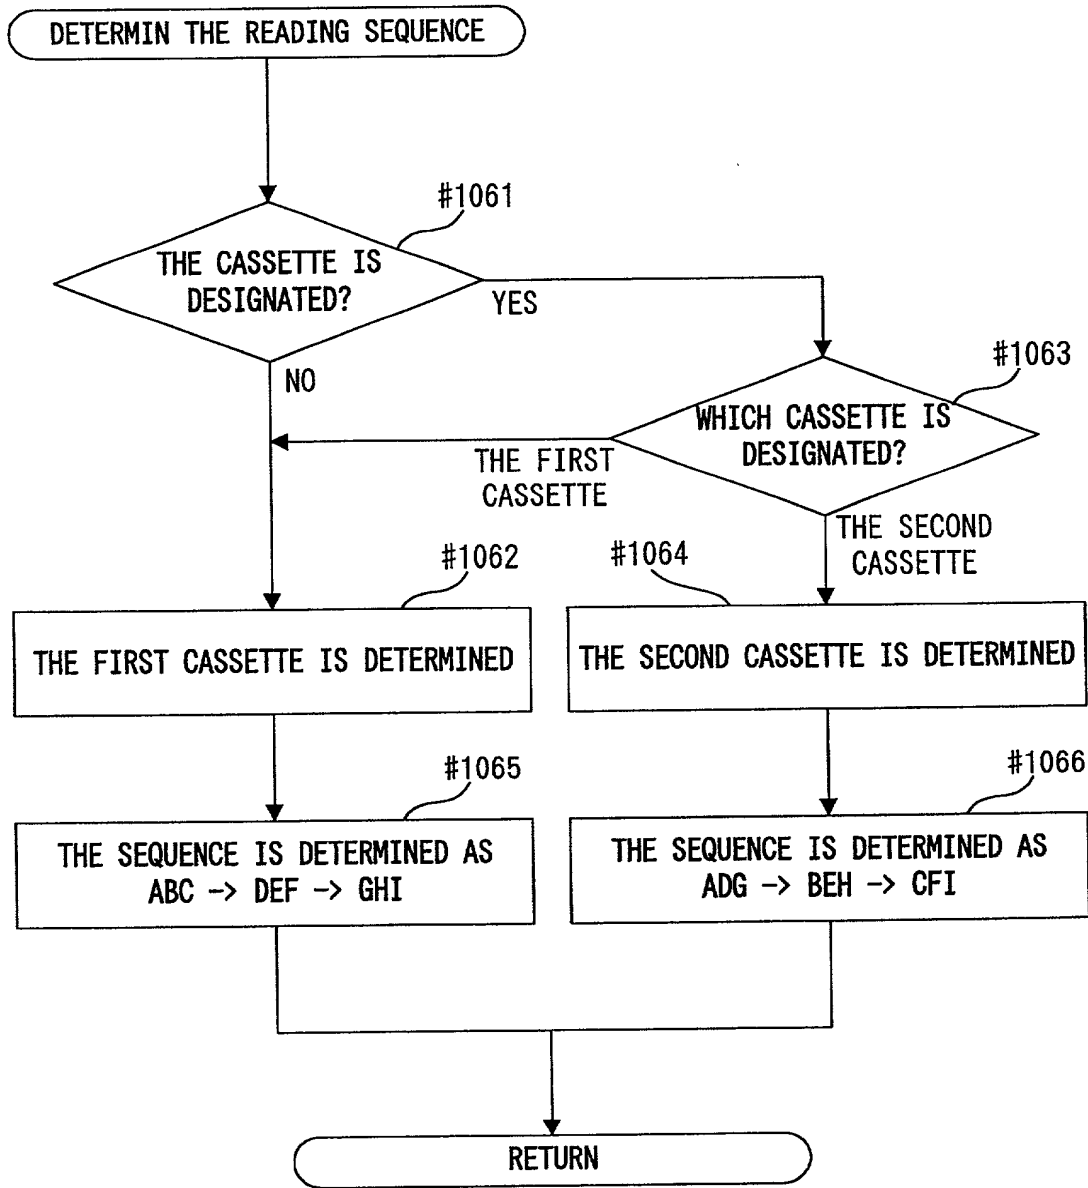 DETERMIN THE READING SEQUENCE
#1061
THE CASSETTE IS
DESIGNATED?
YES
NO
#1063
WHICH CASSETTE IS
DESIGNATED?
THE FIRST
CASSETTE
THE SECOND
CASSETTE
#1062
#1064
THE FIRST CASSETTE IS DETERMINED
THE SECOND CASSETTE IS DETERMINED
#1065
#1066
THE SEQUENCE IS DETERMINED AS
ABC -> DEF -> GHI
THE SEQUENCE IS DETERMINED AS
ADG -> BEH -> CFI
RETURN